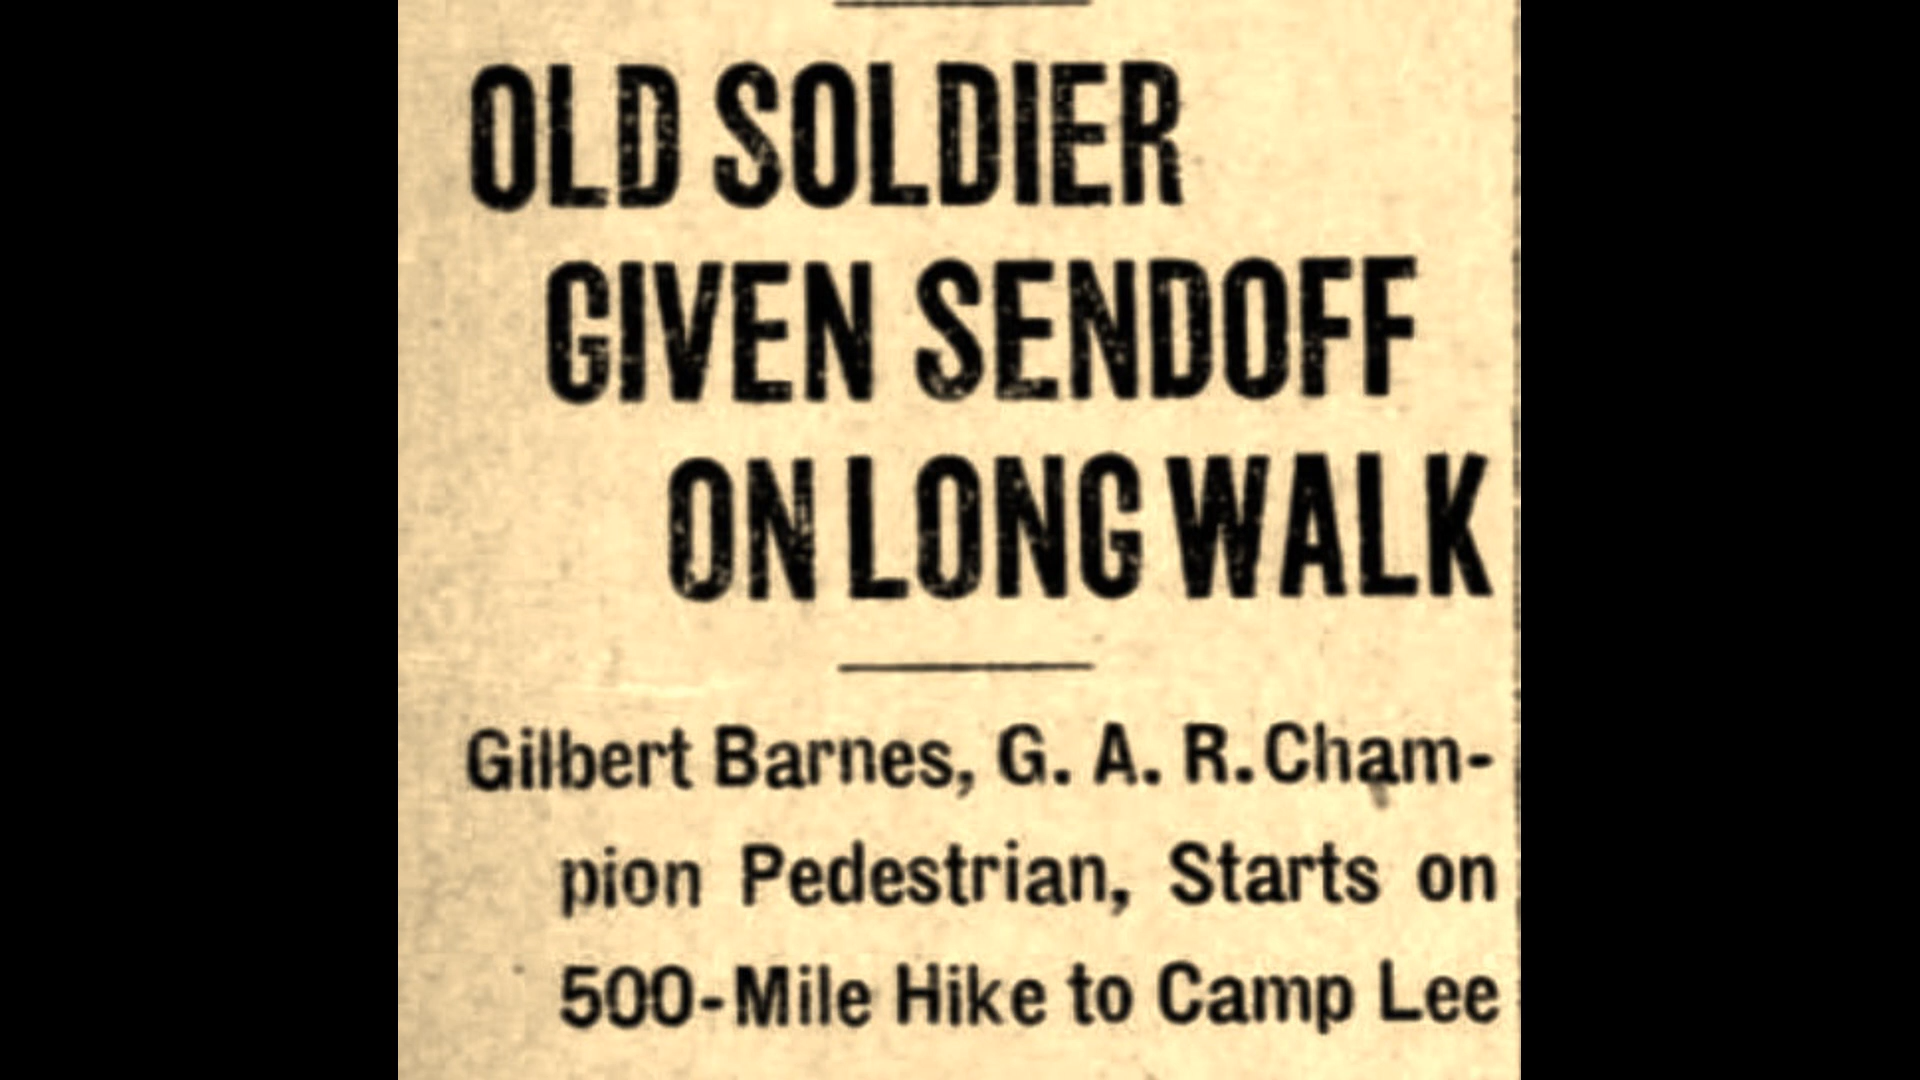 OLD SOLDIER
GIVEN SENDOFF
ON LONG WALK
Gilbert Barnes, G. A. R. Cham-
pion Pedestrian, Starts on
500-Mile Hike to Camp Lee